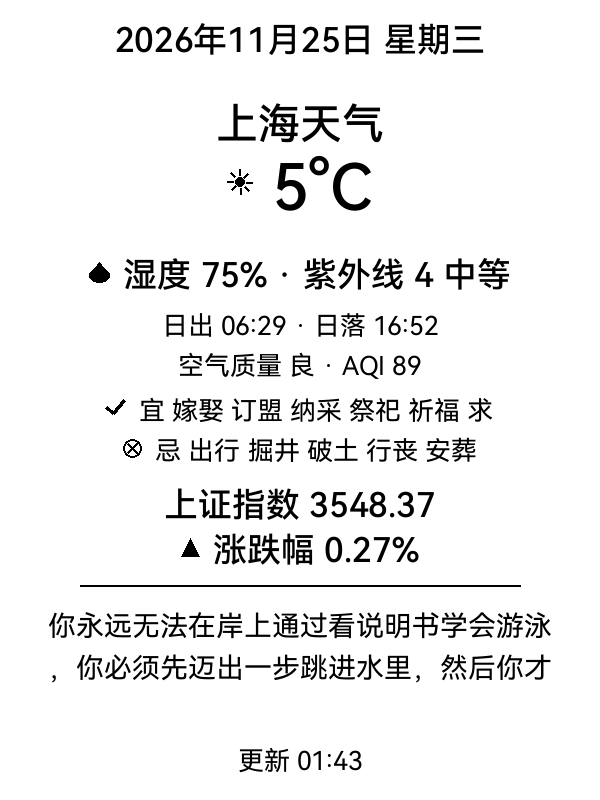 2026年11月25日 星期三
上海天气
5°C
湿度 75% · 紫外线 4 中等
日出 06:29 · 日落 16:52
空气质量 良 · AQI 89
宜 嫁娶 订盟 纳采 祭祀 祈福 求
忌 出行 掘井 破土 行丧 安葬
上证指数 3548.37
▲ 涨跌幅 0.27%
你永远无法在岸上通过看说明书学会游泳
，你必须先迈出一步跳进水里，然后你才
更新 01:43